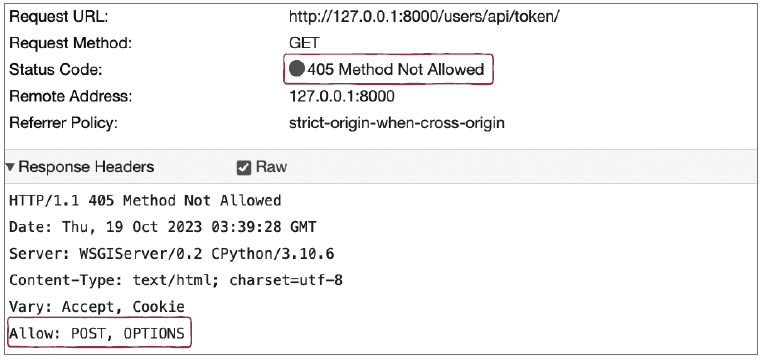 Request URL: http://127.0.0.1:8000/users/api/token/
Request Method: GET
Status Code: 405 Method Not Allowed
Remote Address: 127.0.0.1:8000
Referrer Policy: strict-origin-when-cross-origin
Response Headers Raw
HTTP/1.1 405 Method Not Allowed
Date: Thu, 19 Oct 2023 03:39:28 GMT
Server: WSGIServer/0.2 CPython/3.10.6
Content-Type: text/html; charset=utf-8
Vary: Accept, Cookie
Allow: POST, OPTIONS